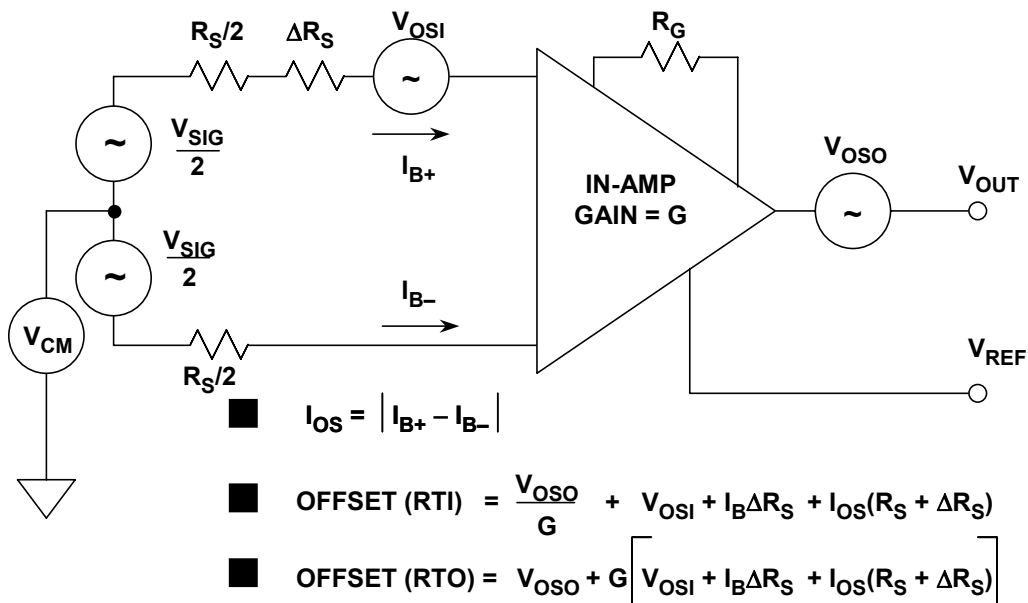 R_S/2
ΔR_S
V_OSI
R_G
V_SIG
2
I_B+
IN-AMP
GAIN = G
V_OSO
V_OUT
V_SIG
2
I_B–
V_CM
R_S/2
V_REF
I_OS = | I_B+ – I_B– |
OFFSET (RTI) = V_OSO/G + V_OSI + I_BΔR_S + I_OS(R_S + ΔR_S)
OFFSET (RTO) = V_OSO + G[V_OSI + I_BΔR_S + I_OS(R_S + ΔR_S)]